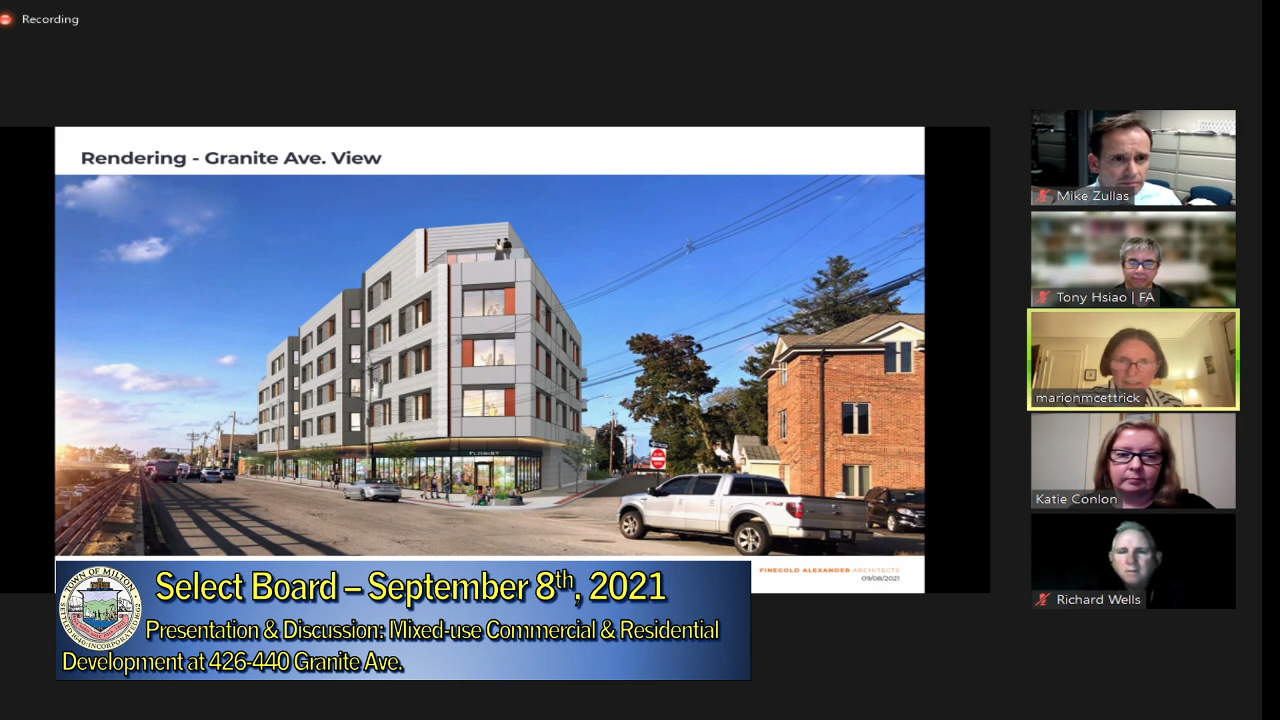 Recording
Rendering - Granite Ave. View
FLORIST
FINEGOLD ALEXANDER ARCHITECTS
09/08/2021
TOWN OF MILTON
Select Board – September 8th, 2021
Presentation & Discussion: Mixed-use Commercial & Residential
Development at 426-440 Granite Ave.
Mike Zullas
Tony Hsiao | FA
marionmcettrick
Katie Conlon
Richard Wells